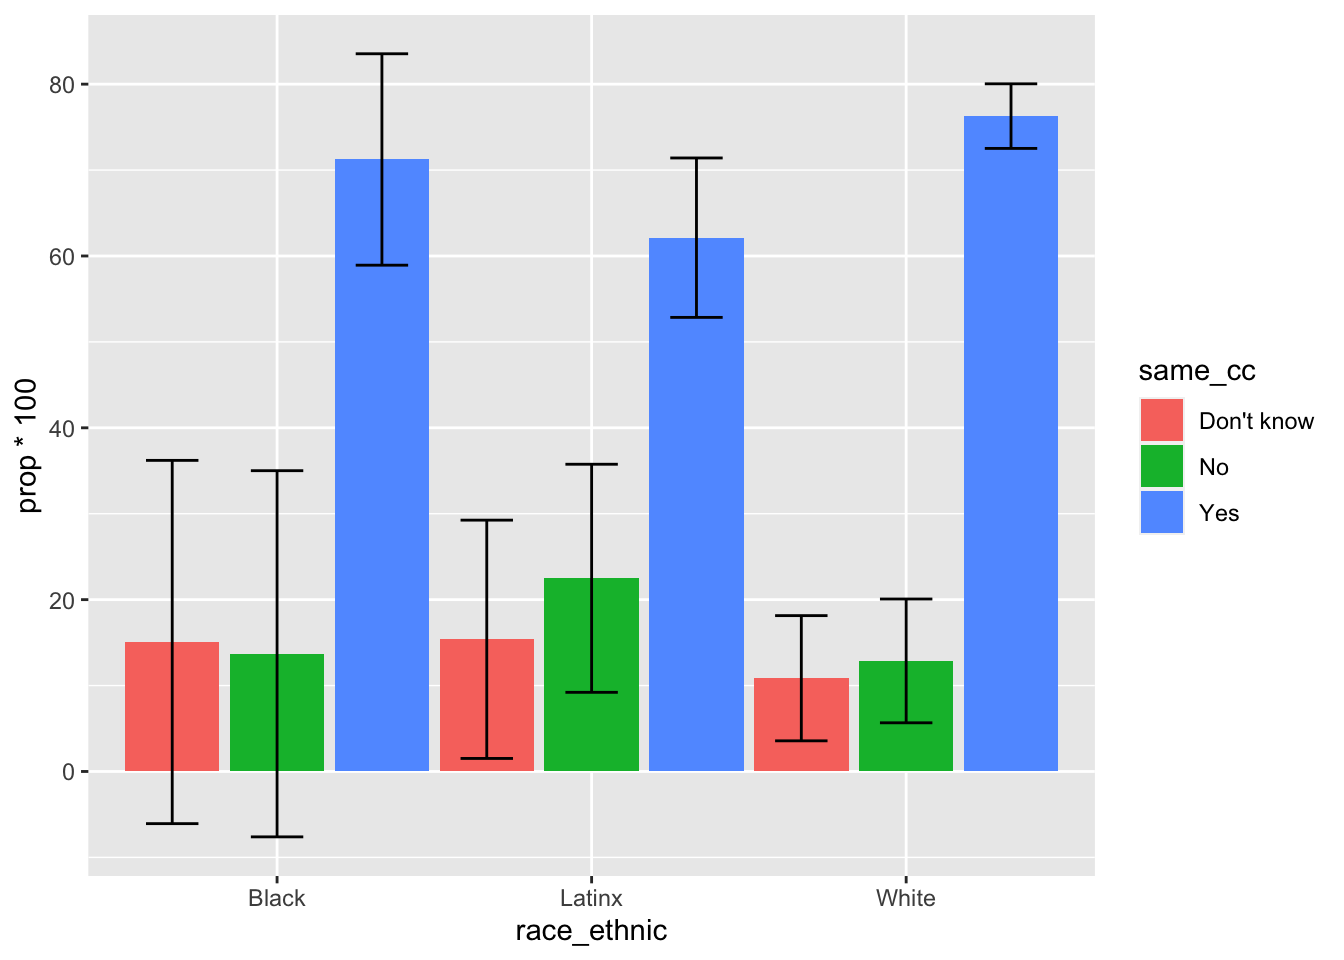 prop * 100
80
60
40
20
0
Black
Latinx
White
race_ethnic
same_cc
Don't know
No
Yes